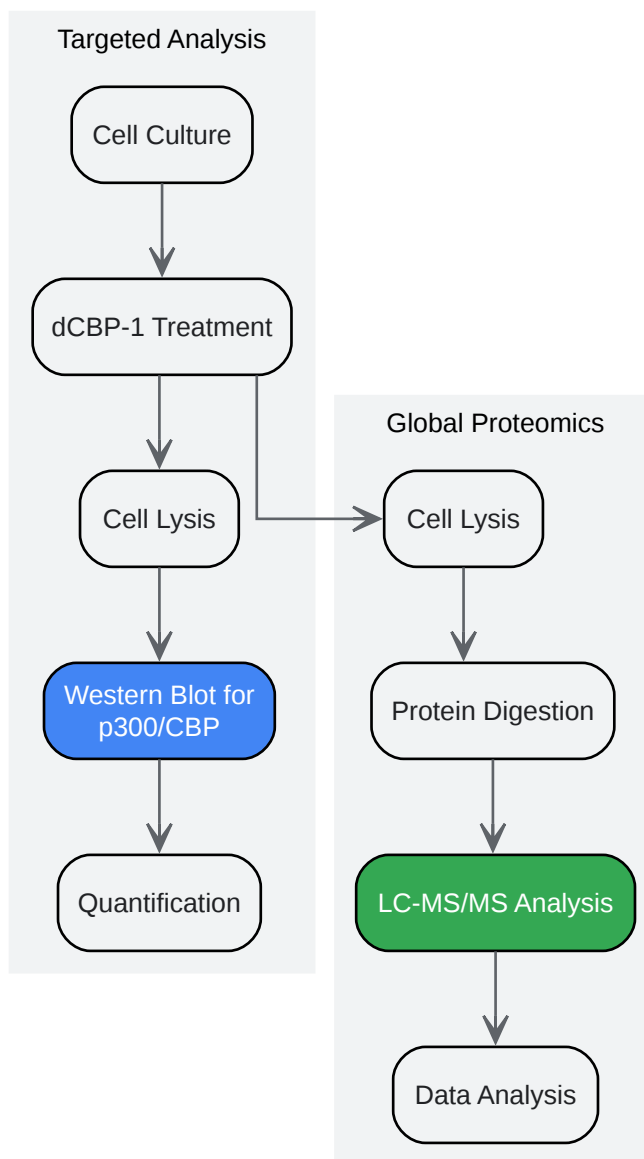 Targeted Analysis
Cell Culture
dCBP-1 Treatment
Cell Lysis
Western Blot for
p300/CBP
Quantification
Global Proteomics
Cell Lysis
Protein Digestion
LC-MS/MS Analysis
Data Analysis